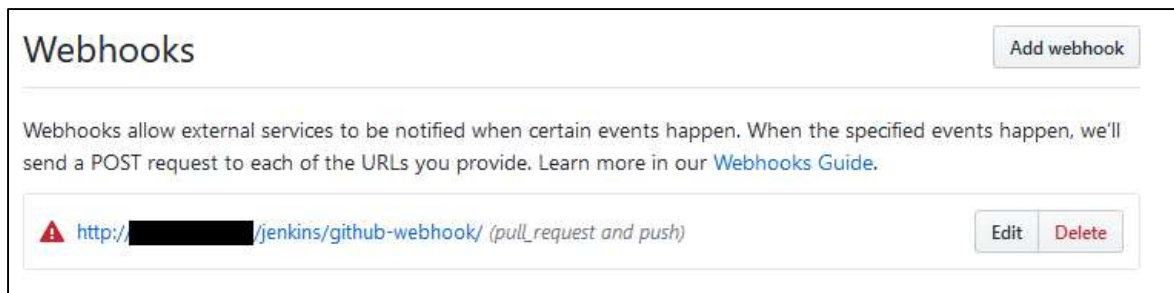 Webhooks
Add webhook
Webhooks allow external services to be notified when certain events happen. When the specified events happen, we'll
send a POST request to each of the URLs you provide. Learn more in our Webhooks Guide.
http:// /jenkins/github-webhook/ (pull_request and push)
Edit
Delete